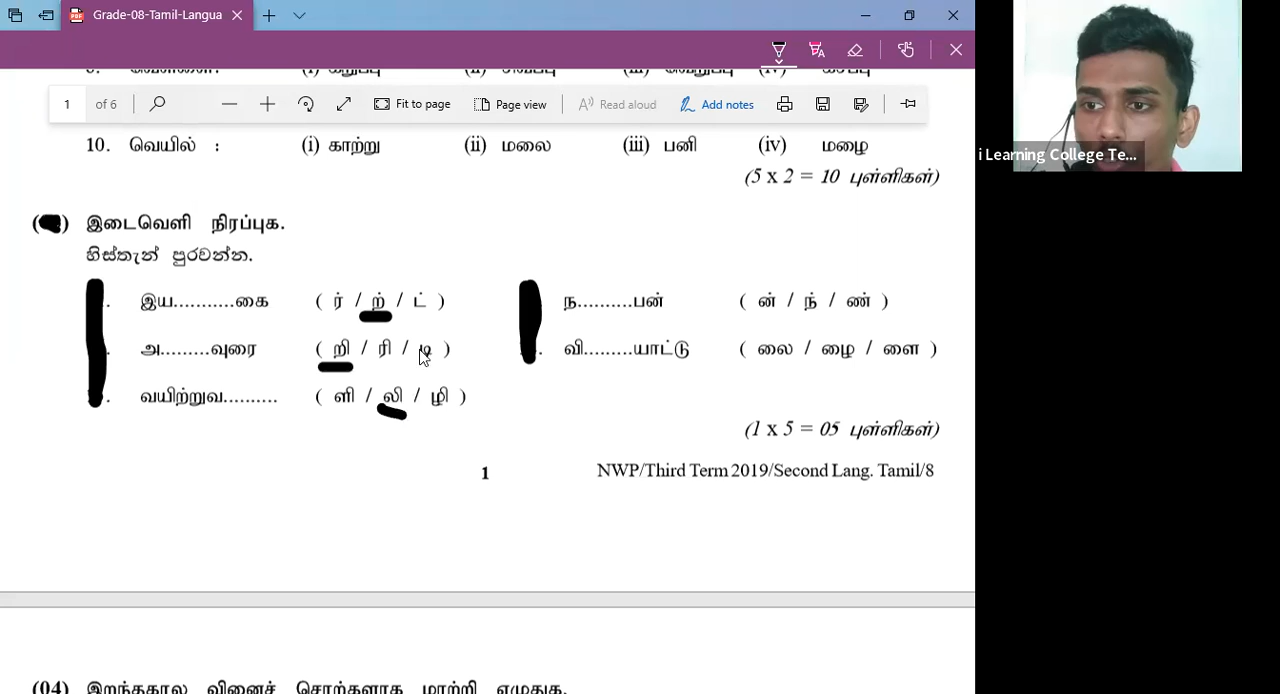 Grade-08-Tamil-Langua
1 of 6 Fit to page Page view Read aloud Add notes
i Learning College Te...
10. வெயில் : (i) காற்று (ii) மலை (iii) பனி (iv) மழை
(5 x 2 = 10 புள்ளிகள்)
இடைவெளி நிரப்புக.
හිස්තැන් පුරවන්න.
இய...........கை ( ர் / ற் / ட் ) ந..........பன் ( ன் / ந் / ண் )
அ.........வுரை ( றி / ரி / டி ) வி.........யாட்டு ( லை / ழை / ளை )
வயிற்றுவ.......... ( ளி / லி / ழி )
(1 x 5 = 05 புள்ளிகள்)
1 NWP/Third Term 2019/Second Lang. Tamil/8
(04) இறந்தகால வினைச் சொற்களாக மாற்றி எழுதுக.